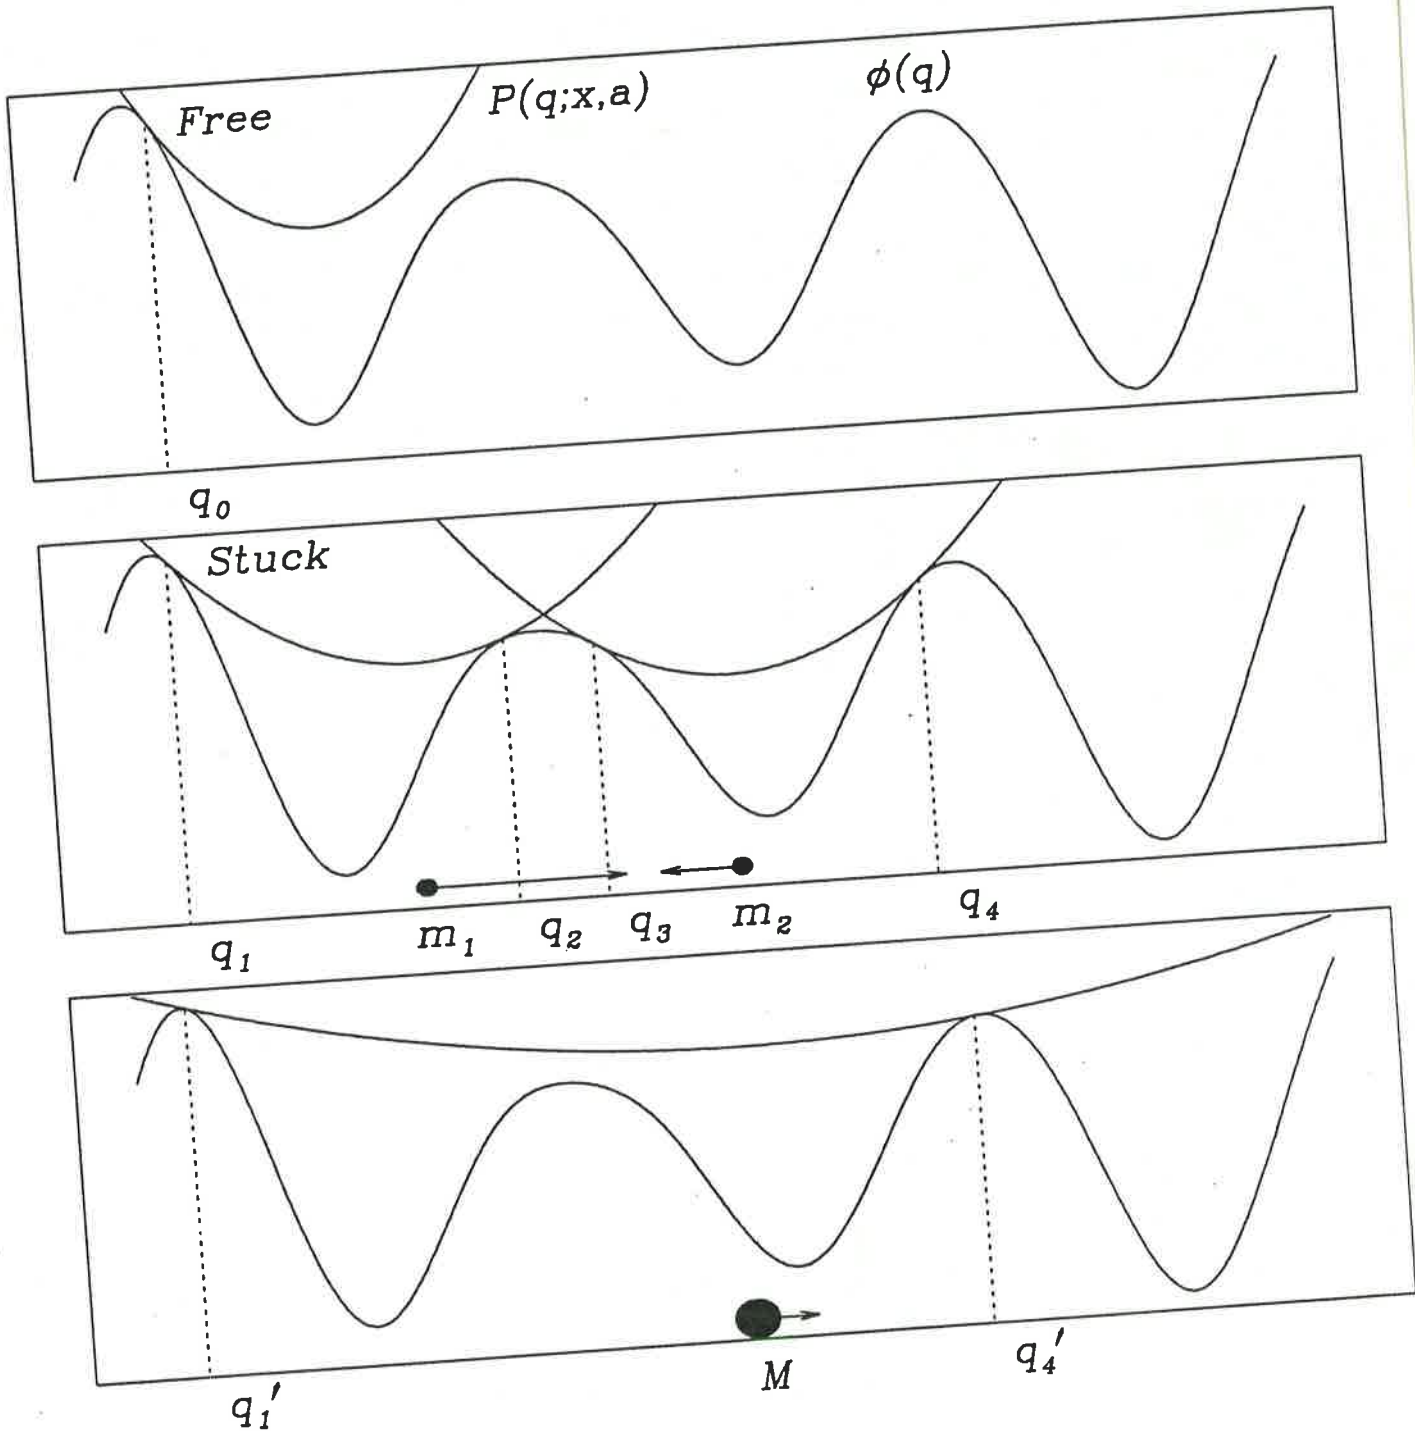 Free
P(q;x,a)
ϕ(q)
q₀
Stuck
q₁
m₁
q₂
q₃
m₂
q₄
q₁′
M
q₄′